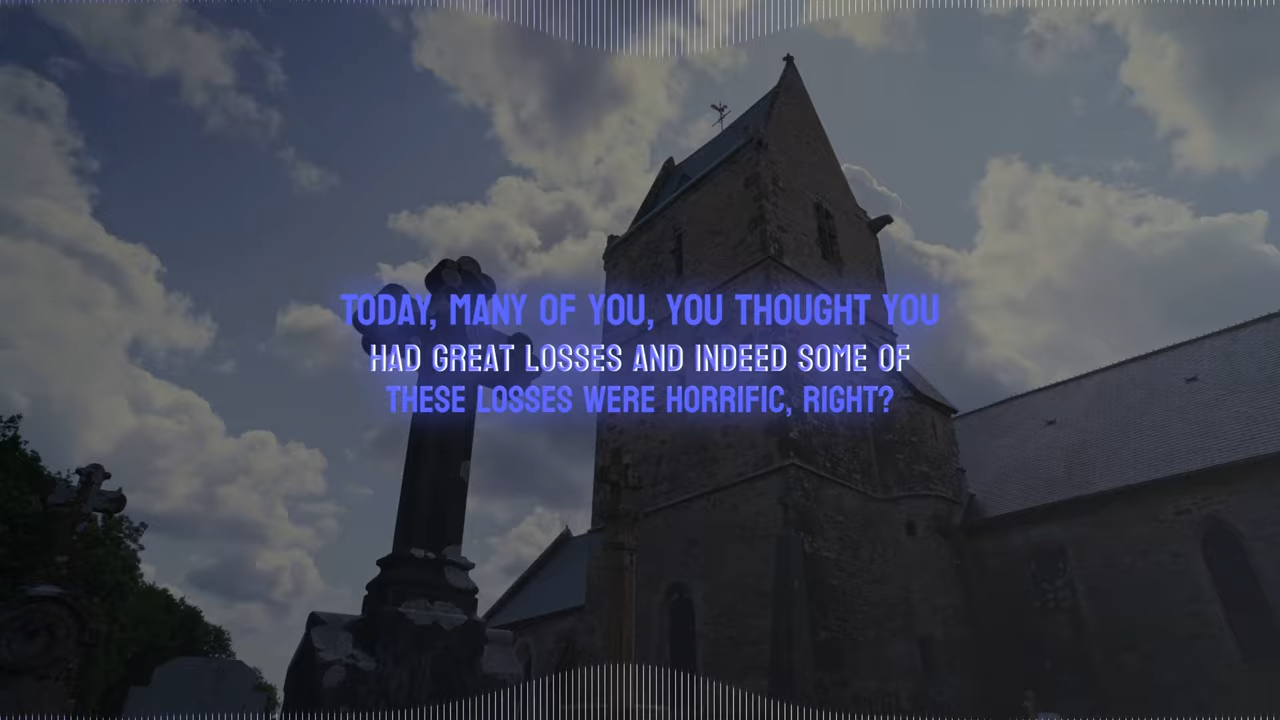 TODAY, MANY OF YOU, YOU THOUGHT YOU
HAD GREAT LOSSES AND INDEED SOME OF
THESE LOSSES WERE HORRIFIC, RIGHT?